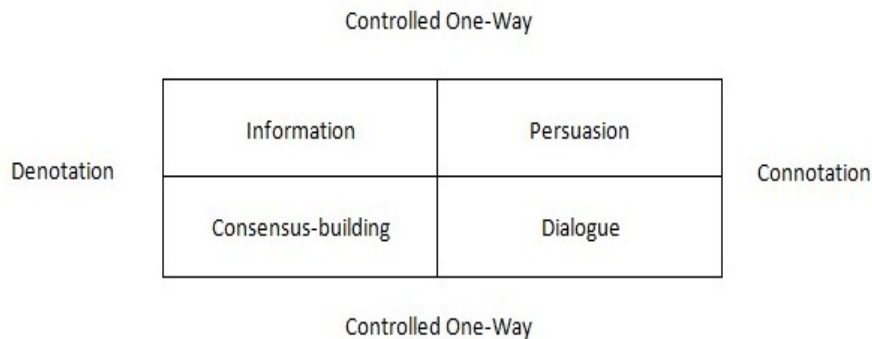 Controlled One-Way
Information
Persuasion
Denotation
Connotation
Consensus-building
Dialogue
Controlled One-Way